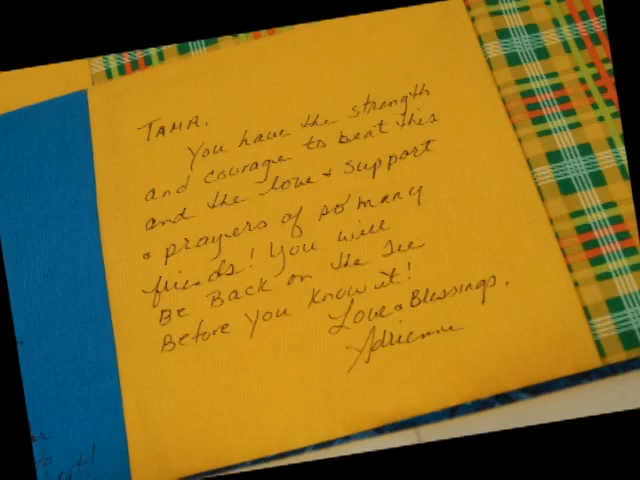 TAMA,
You have the strength
and courage to beat this
and the love & support
& prayers of so many
friends! You will
Be Back on the Tee
Before you know it!
Love & Blessings,
Adrienne